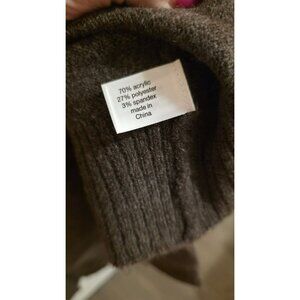 70% acrylic
27% polyester
3% spandex
made in
China